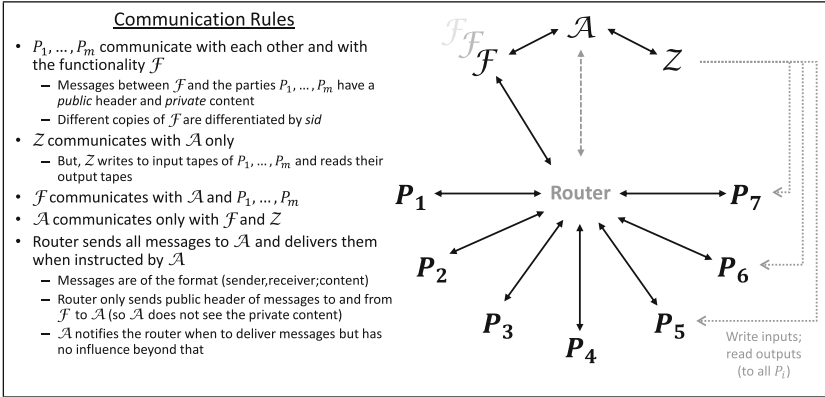 Communication Rules
• P₁, … , Pₘ communicate with each other and with
the functionality ℱ
– Messages between ℱ and the parties P₁, … , Pₘ have a
public header and private content
– Different copies of ℱ are differentiated by sid
• 𝒵 communicates with 𝒜 only
– But, 𝒵 writes to input tapes of P₁, … , Pₘ and reads their
output tapes
• ℱ communicates with 𝒜 and P₁, … , Pₘ
• 𝒜 communicates only with ℱ and 𝒵
• Router sends all messages to 𝒜 and delivers them
when instructed by 𝒜
– Messages are of the format (sender,receiver;content)
– Router only sends public header of messages to and from
ℱ to 𝒜 (so 𝒜 does not see the private content)
– 𝒜 notifies the router when to deliver messages but has
no influence beyond that
𝒜
ℱ ℱ ℱ
𝒵
P₁
Router
P₇
P₂
P₆
P₃
P₅
P₄
Write inputs;
read outputs
(to all Pᵢ)